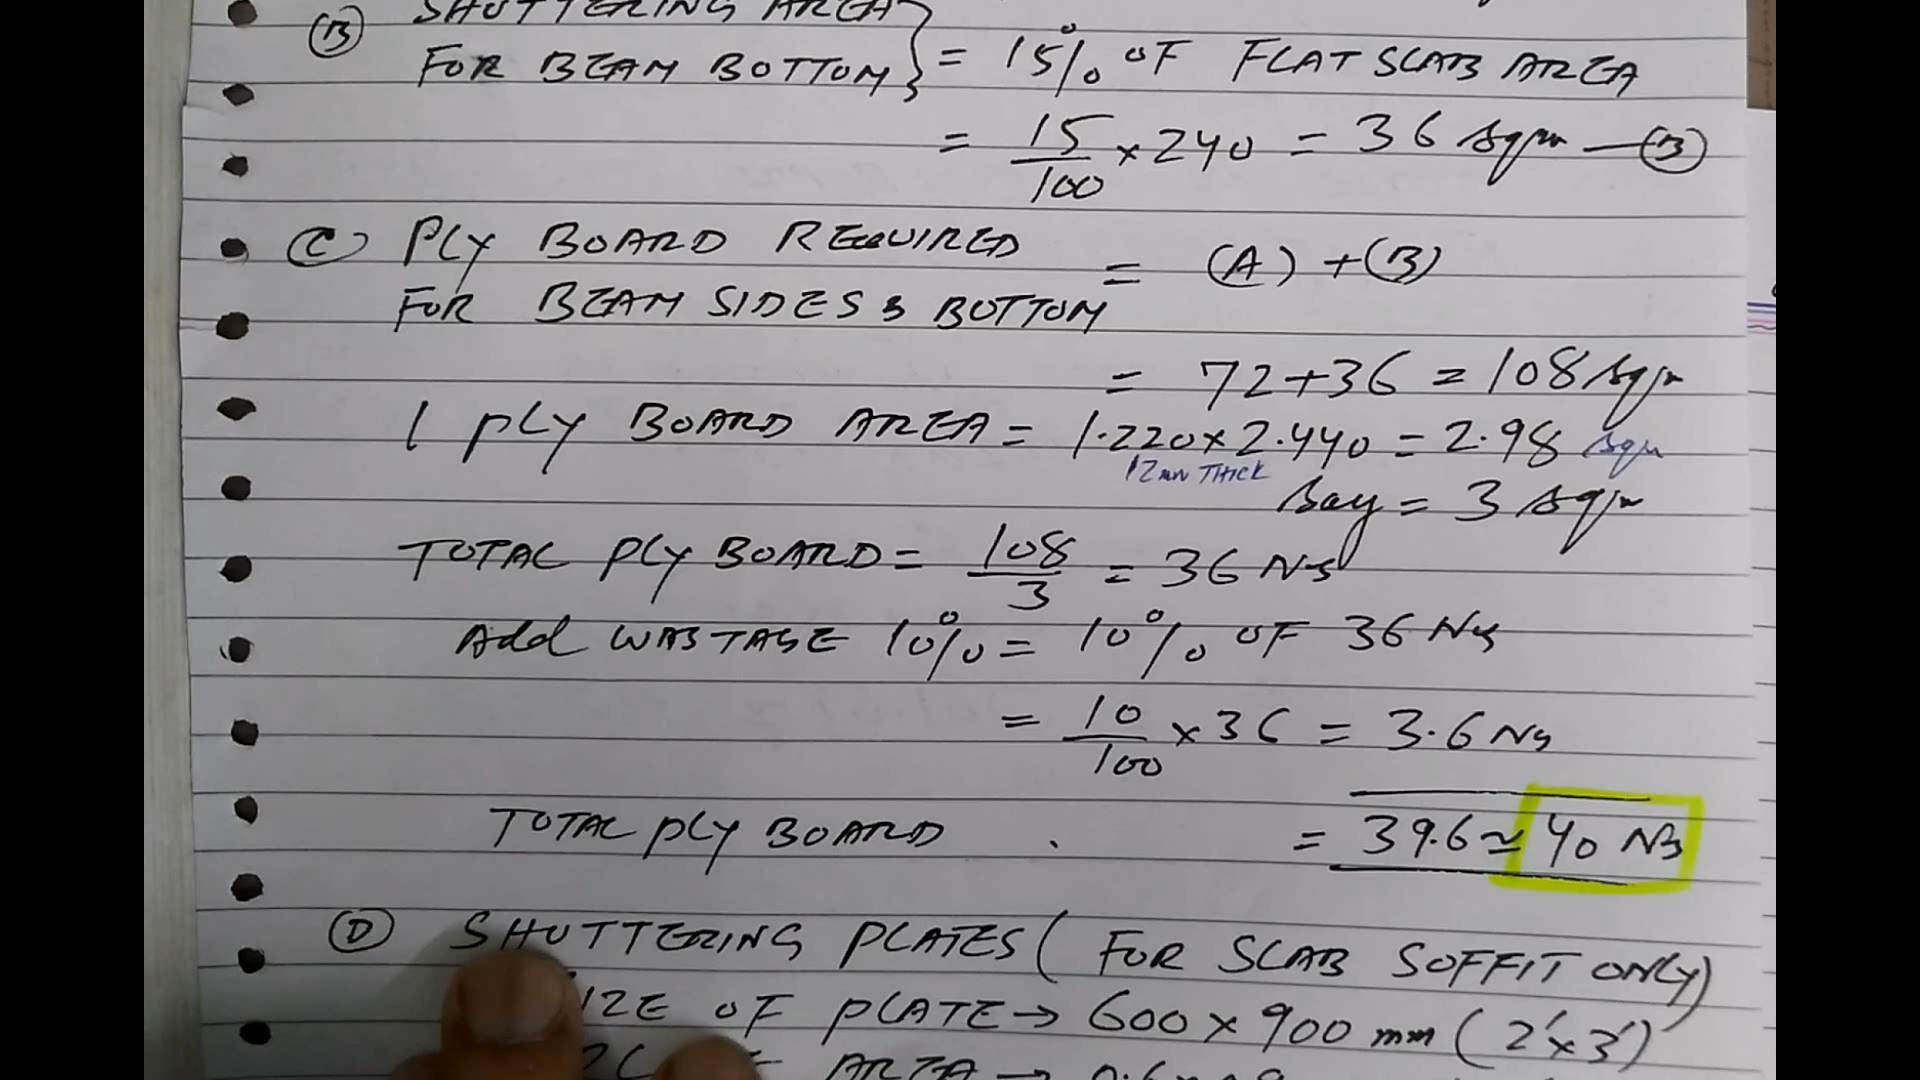 (B) SHUTTERING AREA
FOR BEAM BOTTOM } = 15% OF FLAT SLAB AREA
= 15/100 × 240 = 36 Sqm — (B)
(C) PLY BOARD REQUIRED
FOR BEAM SIDES & BOTTOM = (A) + (B)
= 72+36 = 108 Sqm
1 PLY BOARD AREA = 1.220 × 2.440 = 2.98 Sqm
12mm THICK
Say = 3 Sqm
TOTAL PLY BOARD = 108/3 = 36 Nos
Add WASTAGE 10% = 10% OF 36 Nos
= 10/100 × 36 = 3.6 Nos
TOTAL PLY BOARD = 39.6 ≃ 40 Nos
(D) SHUTTERING PLATES (FOR SLAB SOFFIT ONLY)
SIZE OF PLATE → 600 × 900 mm (2'×3')
AREA → 0.6×